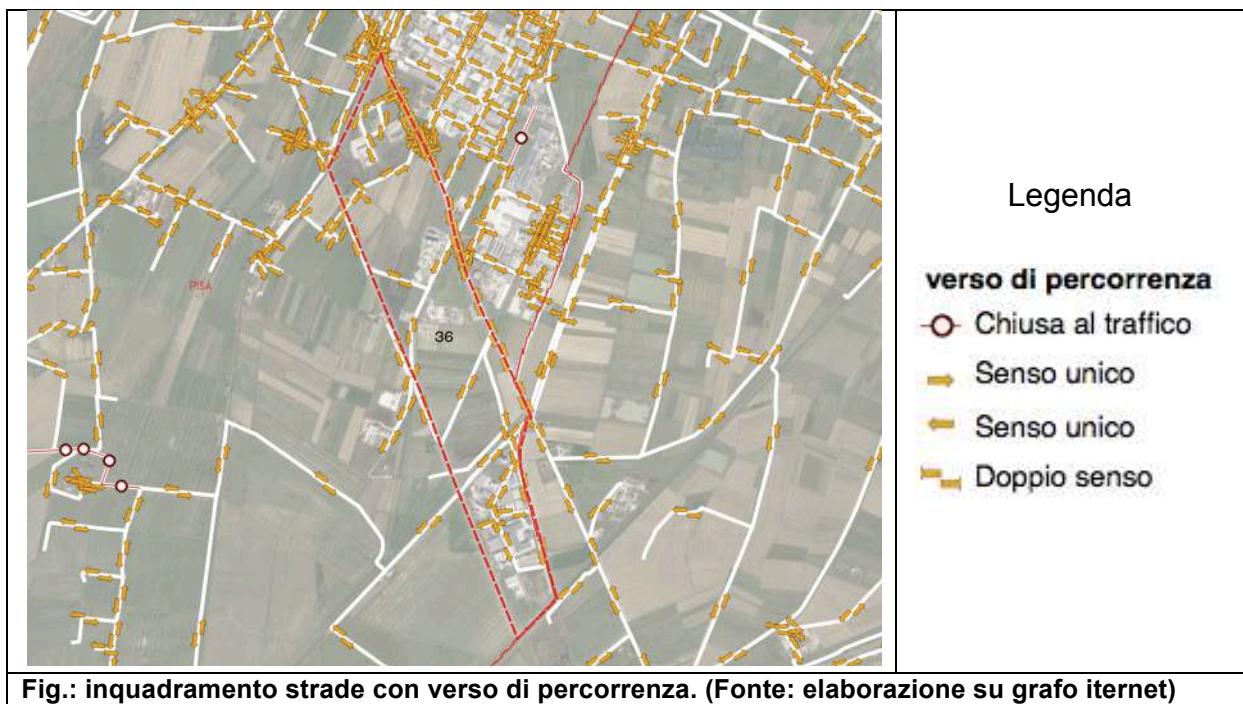 PISA
36
Legenda
verso di percorrenza
Chiusa al traffico
Senso unico
Senso unico
Doppio senso
Fig.: inquadramento strade con verso di percorrenza. (Fonte: elaborazione su grafo iternet)